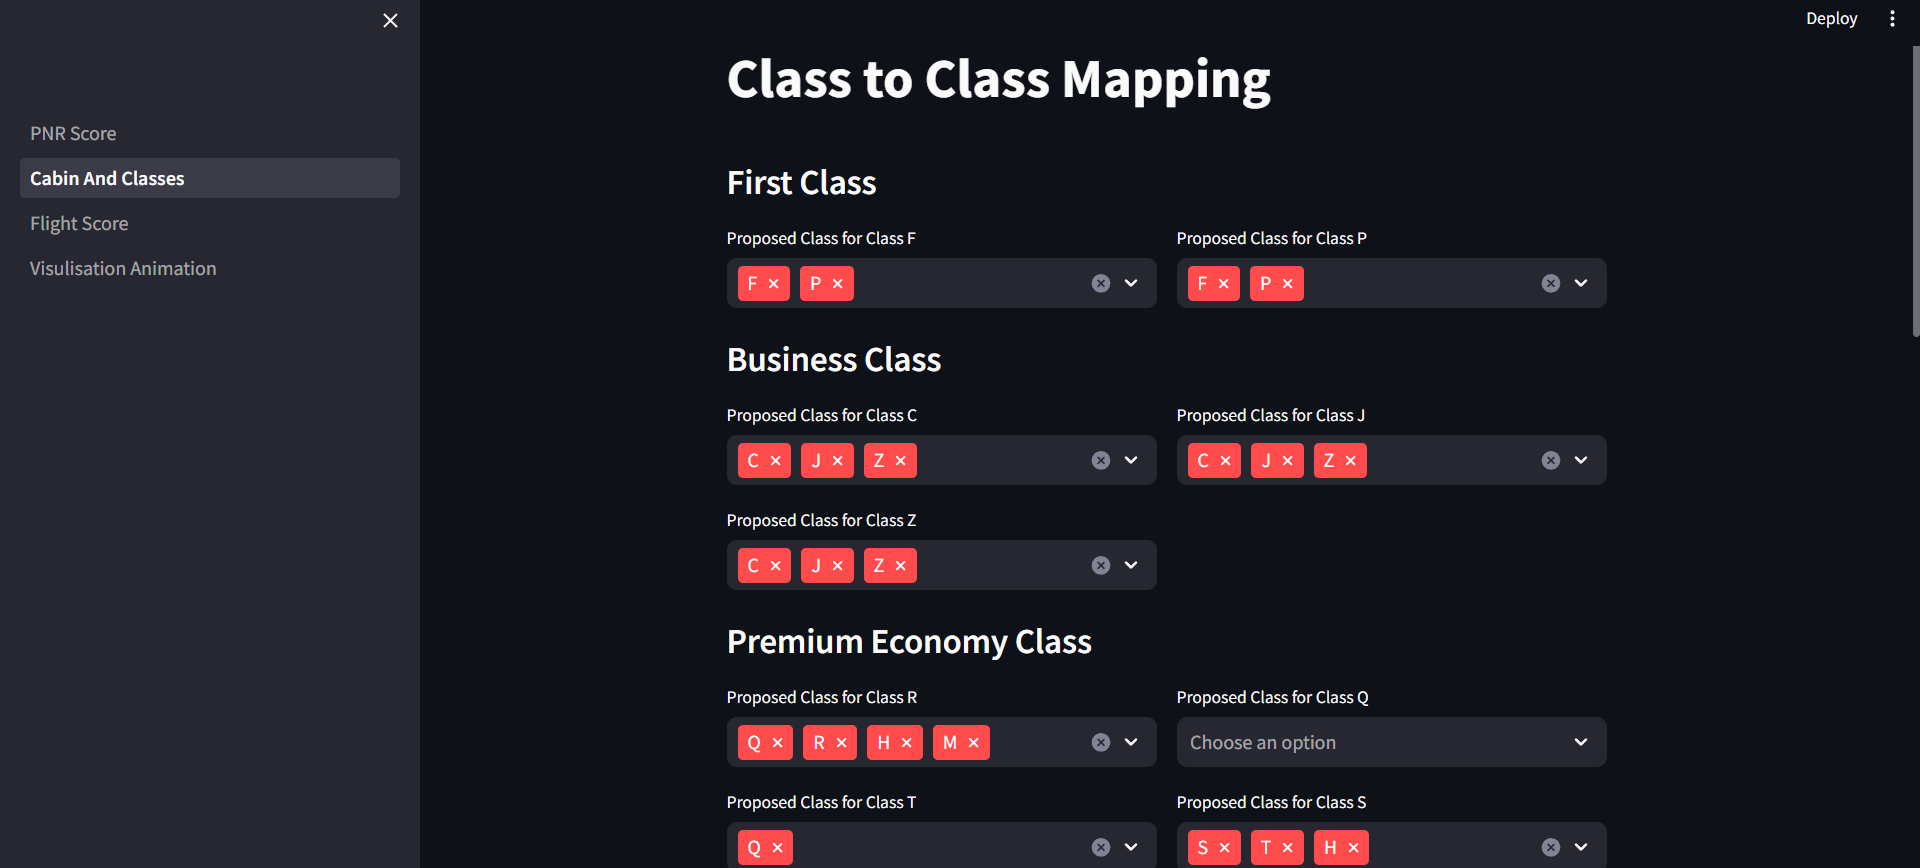 Deploy
PNR Score
Cabin And Classes
Flight Score
Visulisation Animation
Class to Class Mapping
First Class
Proposed Class for Class F
F P
Proposed Class for Class P
F P
Business Class
Proposed Class for Class C
C J Z
Proposed Class for Class J
C J Z
Proposed Class for Class Z
C J Z
Premium Economy Class
Proposed Class for Class R
Q R H M
Proposed Class for Class Q
Choose an option
Proposed Class for Class T
Q
Proposed Class for Class S
S T H